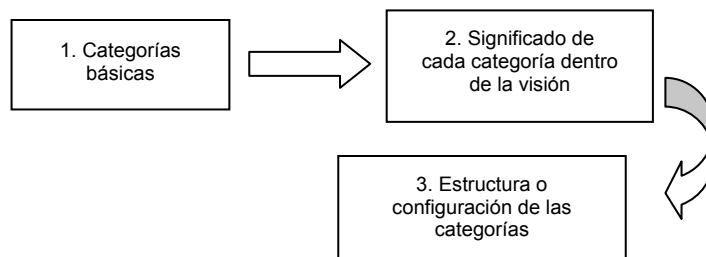 1. Categorías
básicas
2. Significado de
cada categoría dentro
de la visión
3. Estructura o
configuración de las
categorías